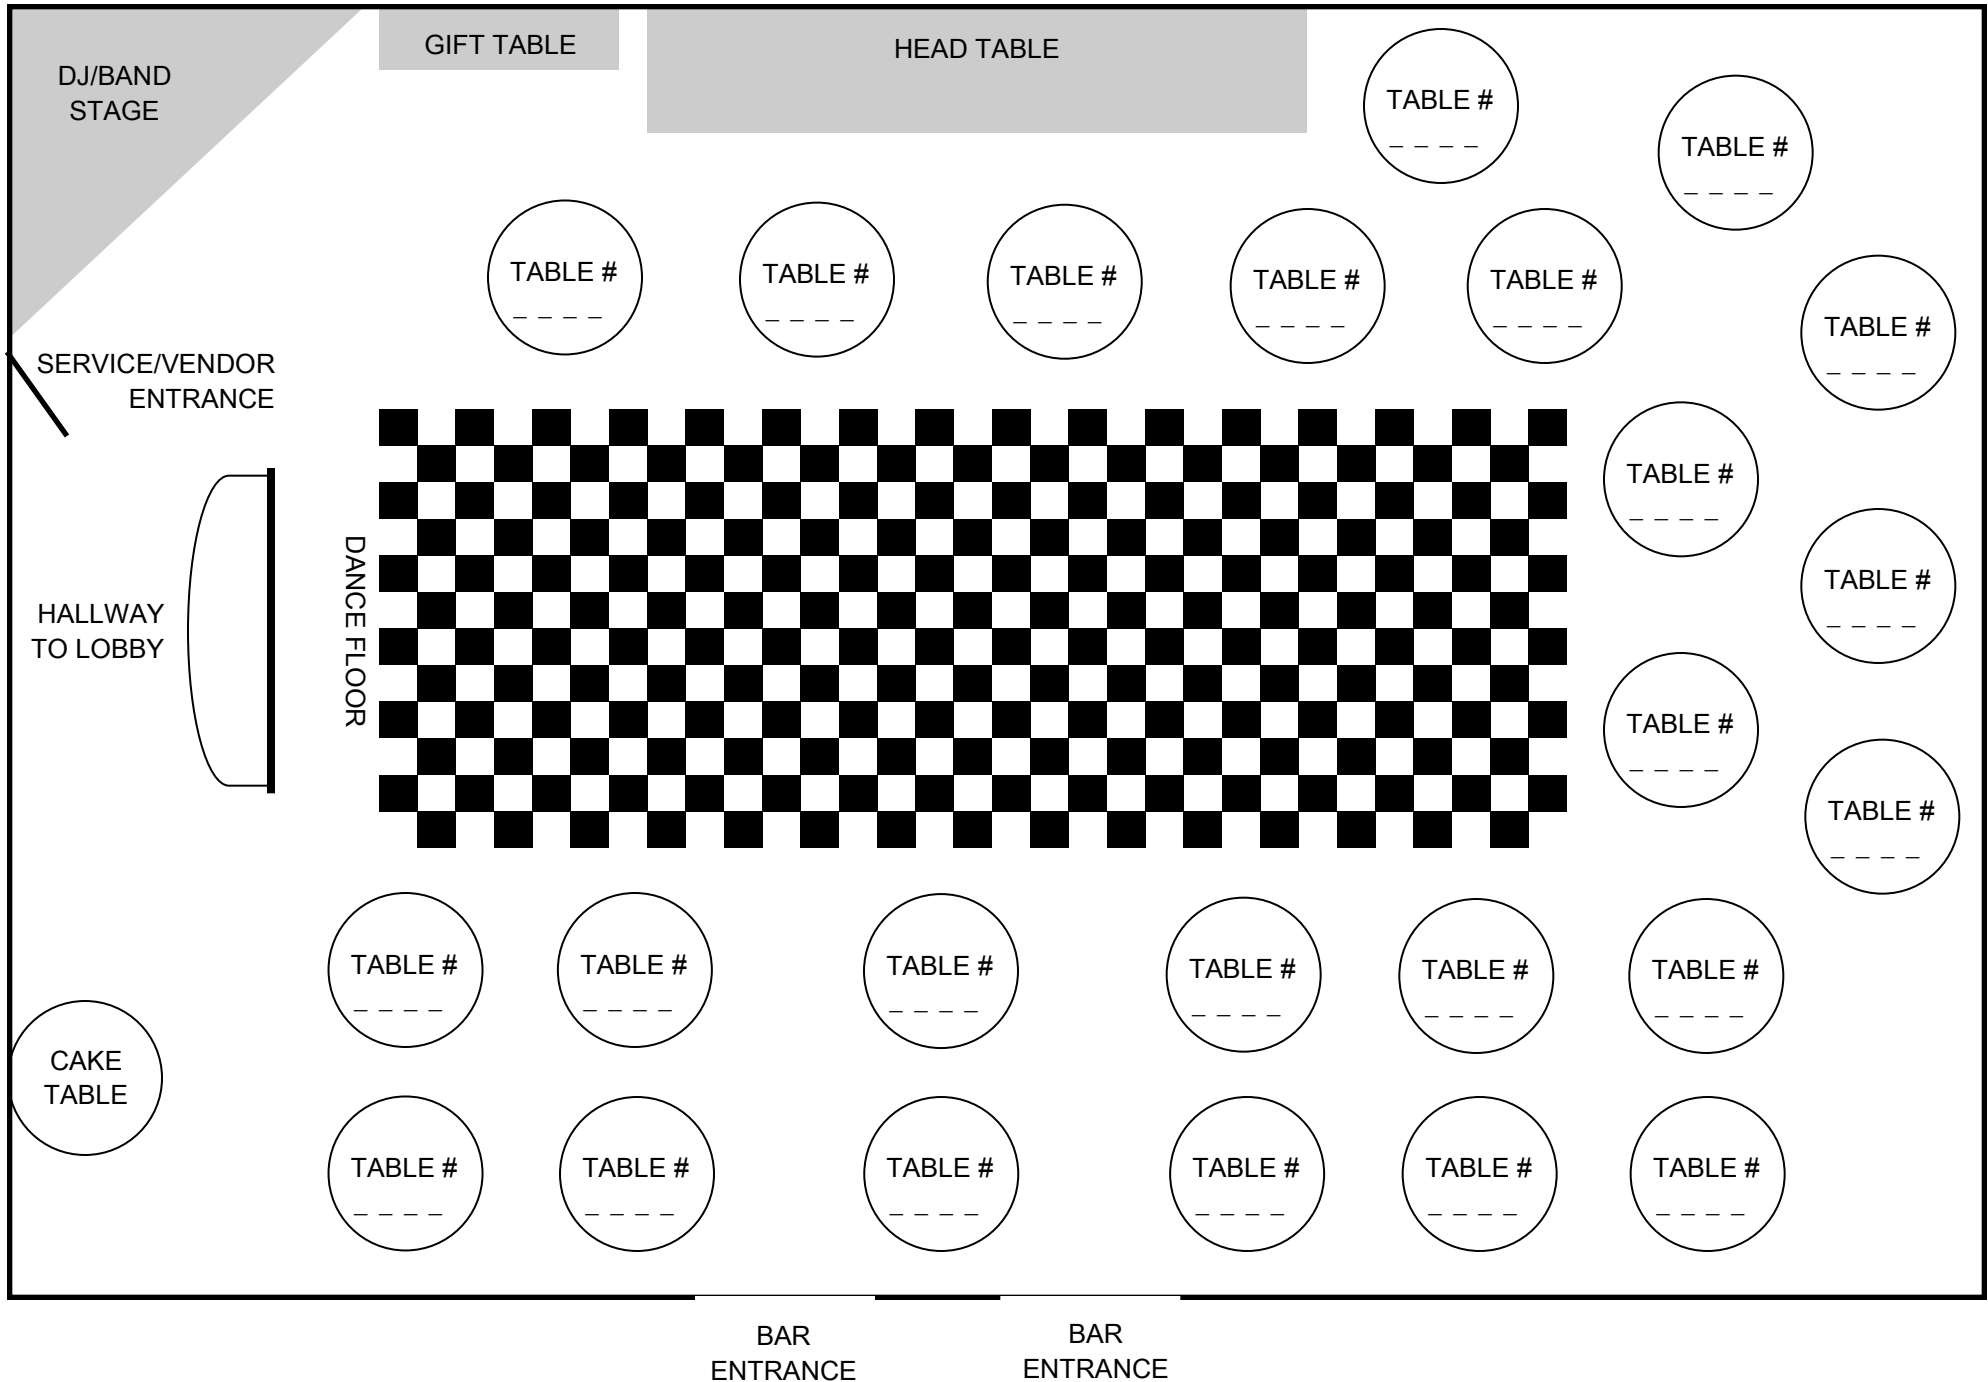 DJ/BAND
STAGE
GIFT TABLE
HEAD TABLE
TABLE #
_ _ _ _
TABLE #
_ _ _ _
TABLE #
_ _ _ _
TABLE #
_ _ _ _
TABLE #
_ _ _ _
TABLE #
_ _ _ _
TABLE #
_ _ _ _
TABLE #
_ _ _ _
SERVICE/VENDOR
ENTRANCE
TABLE #
_ _ _ _
TABLE #
_ _ _ _
DANCE FLOOR
HALLWAY
TO LOBBY
TABLE #
_ _ _ _
TABLE #
_ _ _ _
TABLE #
_ _ _ _
TABLE #
_ _ _ _
TABLE #
_ _ _ _
TABLE #
_ _ _ _
TABLE #
_ _ _ _
TABLE #
_ _ _ _
CAKE
TABLE
TABLE #
_ _ _ _
TABLE #
_ _ _ _
TABLE #
_ _ _ _
TABLE #
_ _ _ _
TABLE #
_ _ _ _
TABLE #
_ _ _ _
BAR
ENTRANCE
BAR
ENTRANCE